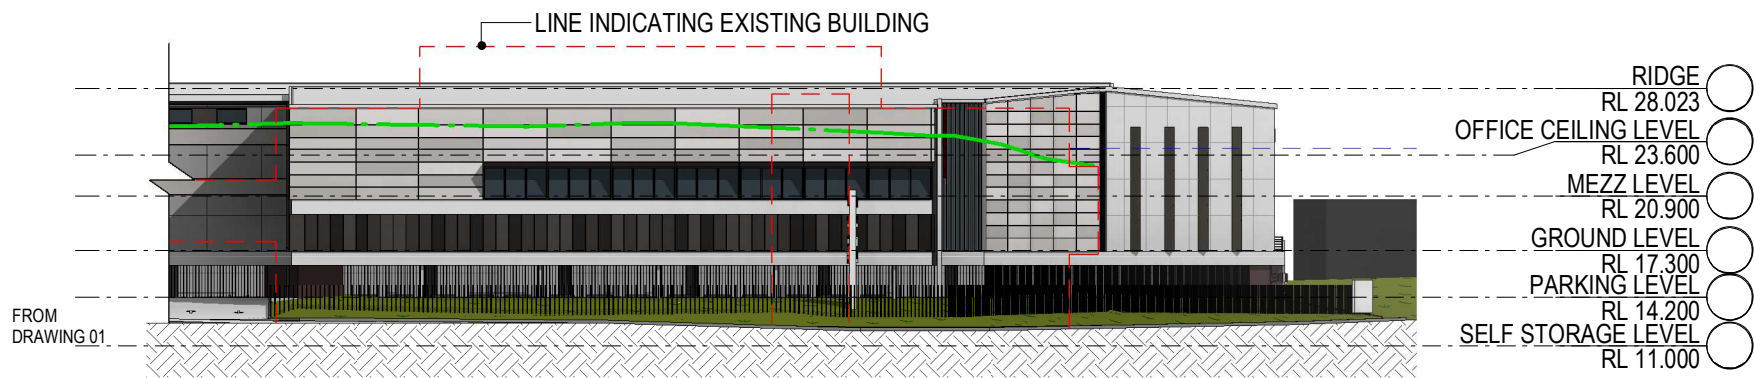 LINE INDICATING EXISTING BUILDING
RIDGE
RL 28.023
OFFICE CEILING LEVEL
RL 23.600
MEZZ LEVEL
RL 20.900
GROUND LEVEL
RL 17.300
PARKING LEVEL
RL 14.200
SELF STORAGE LEVEL
RL 11.000
FROM
DRAWING 01